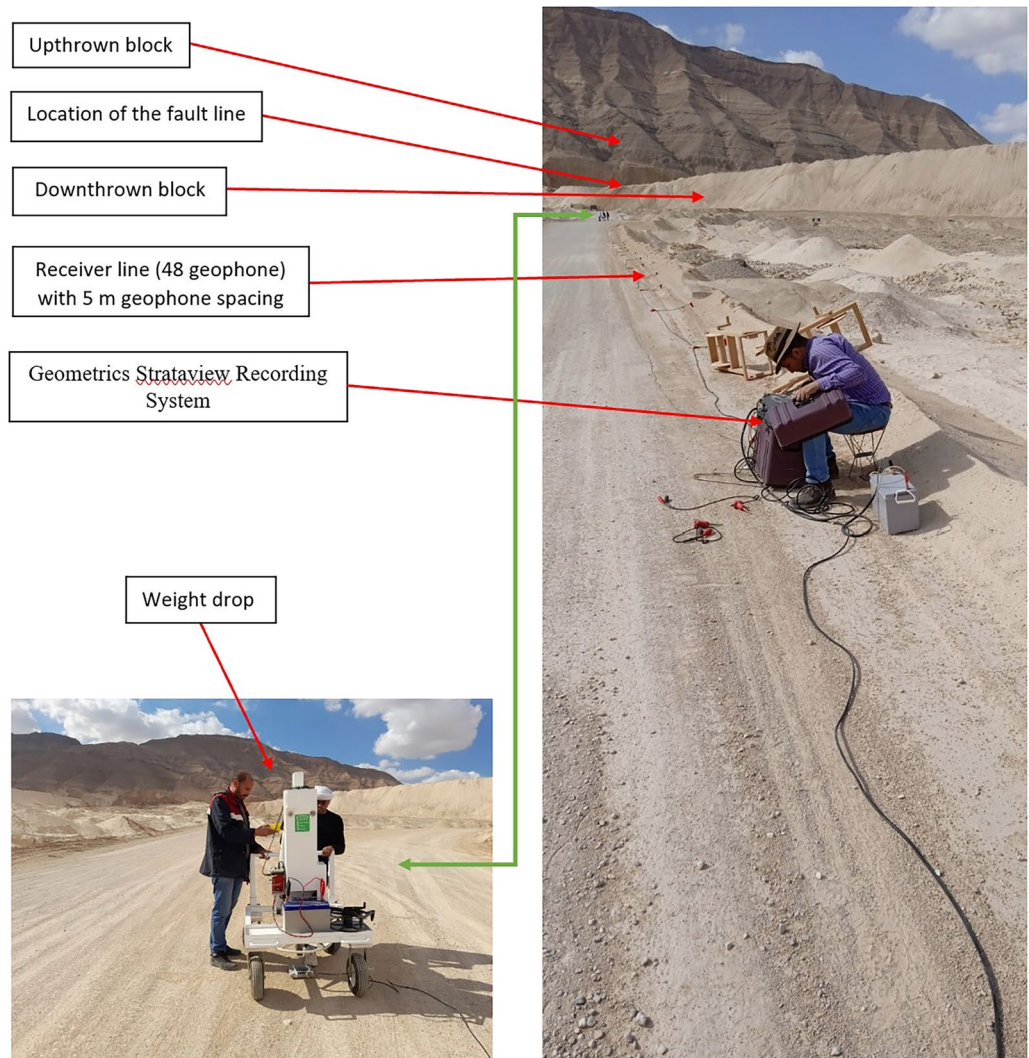 Upthrown block
Location of the fault line
Downthrown block
Receiver line (48 geophone)
with 5 m geophone spacing
Geometrics Strataview Recording
System
Weight drop